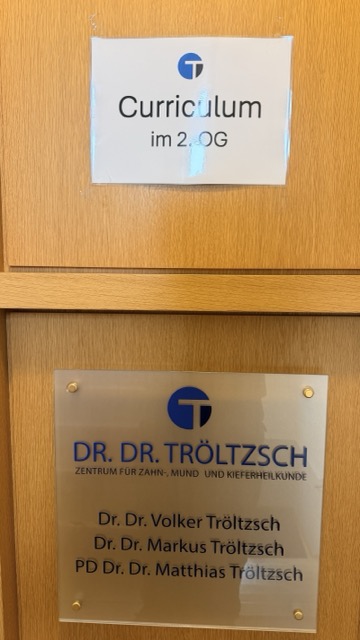 T
Curriculum
im 2. OG
T
DR. DR. TRÖLTZSCH
ZENTRUM FÜR ZAHN-, MUND- UND KIEFERHEILKUNDE
Dr. Dr. Volker Tröltzsch
Dr. Dr. Markus Tröltzsch
PD Dr. Dr. Matthias Tröltzsch